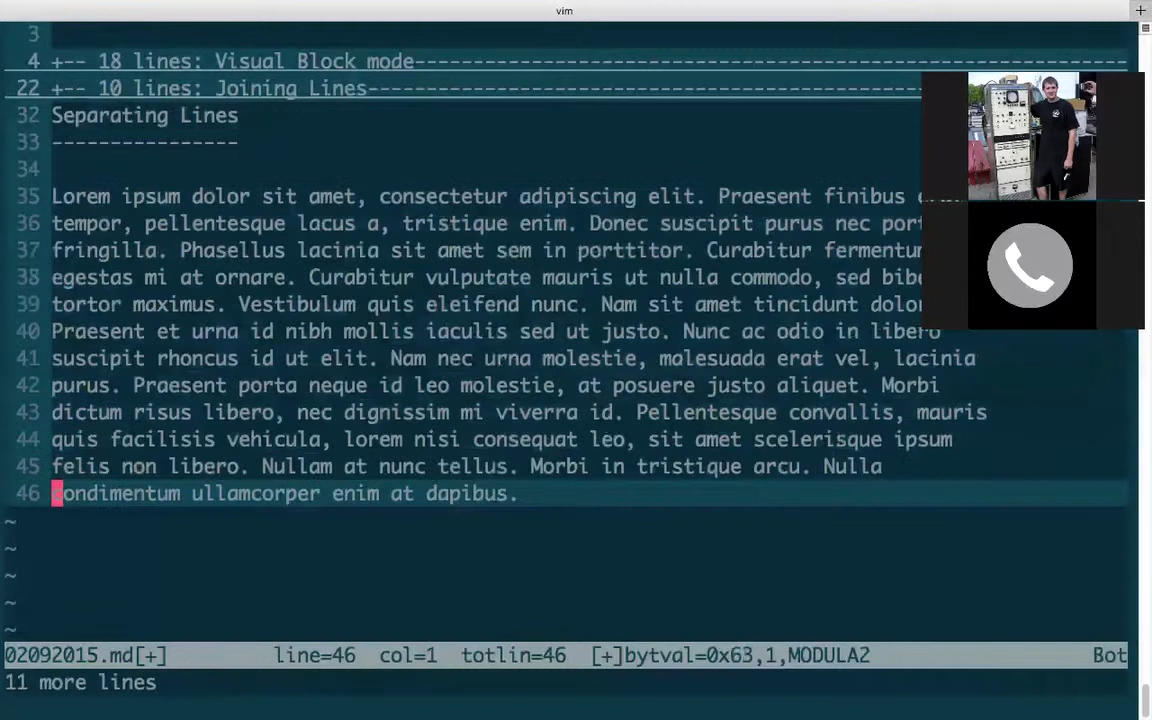 vim
+
3
4 +-- 18 lines: Visual Block mode-------------------------------------------------------------
22 +-- 10 lines: Joining Lines-----------------------------------------------
32 Separating Lines
33 ----------------
34
35 Lorem ipsum dolor sit amet, consectetur adipiscing elit. Praesent finibus
36 tempor, pellentesque lacus a, tristique enim. Donec suscipit purus nec
37 fringilla. Phasellus lacinia sit amet sem in porttitor. Curabitur
38 egestas mi at ornare. Curabitur vulputate mauris ut nulla commodo, sed
39 tortor maximus. Vestibulum quis eleifend nunc. Nam sit amet tincidunt
40 Praesent et urna id nibh mollis iaculis sed ut justo. Nunc ac odio in libero
41 suscipit rhoncus id ut elit. Nam nec urna molestie, malesuada erat vel, lacinia
42 purus. Praesent porta neque id leo molestie, at posuere justo aliquet. Morbi
43 dictum risus libero, nec dignissim mi viverra id. Pellentesque convallis, mauris
44 quis facilisis vehicula, lorem nisi consequat leo, sit amet scelerisque ipsum
45 felis non libero. Nullam at nunc tellus. Morbi in tristique arcu. Nulla
46 condimentum ullamcorper enim at dapibus.
~
~
~
~
~
02092015.md[+] line=46 col=1 totlin=46 [+]bytval=0x63,1,MODULA2 Bot
11 more lines